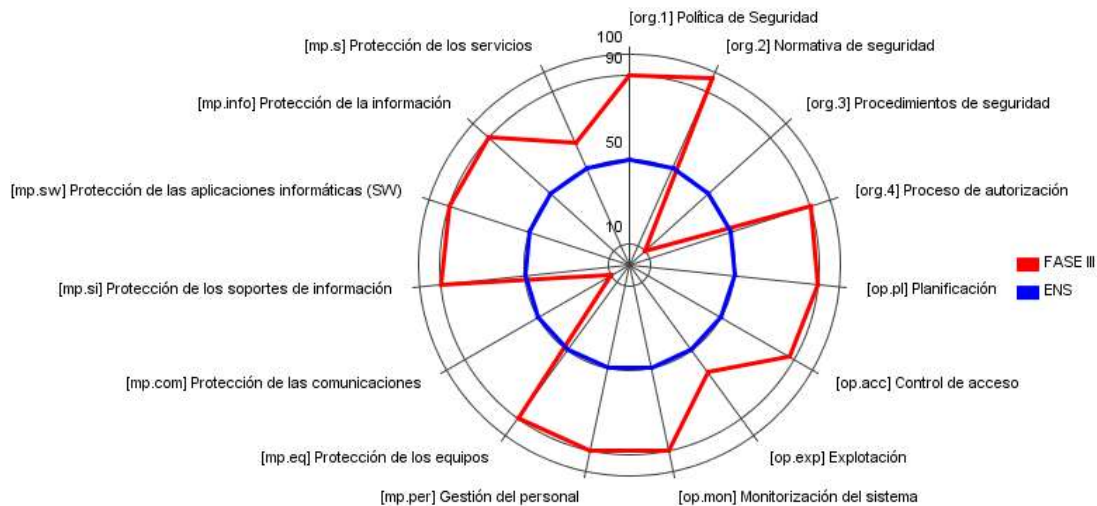 [org.1] Política de Seguridad
100
[mp.s] Protección de los servicios
[org.2] Normativa de seguridad
90
[mp.info] Protección de la información
[org.3] Procedimientos de seguridad
50
[mp.sw] Protección de las aplicaciones informáticas (SW)
[org.4] Proceso de autorización
10
FASE III
[mp.si] Protección de los soportes de información
[op.pl] Planificación
ENS
[mp.com] Protección de las comunicaciones
[op.acc] Control de acceso
[mp.eq] Protección de los equipos
[op.exp] Explotación
[mp.per] Gestión del personal
[op.mon] Monitorización del sistema